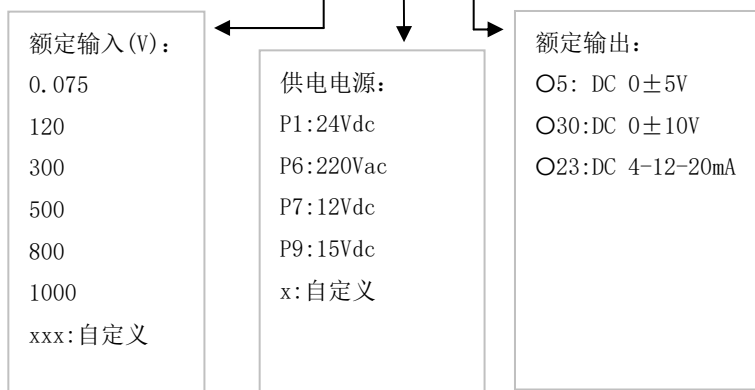 额定输入(V):
0.075
120
300
500
800
1000
xxx:自定义
供电电源:
P1:24Vdc
P6:220Vac
P7:12Vdc
P9:15Vdc
x:自定义
额定输出:
O5: DC 0±5V
O30:DC 0±10V
O23:DC 4-12-20mA